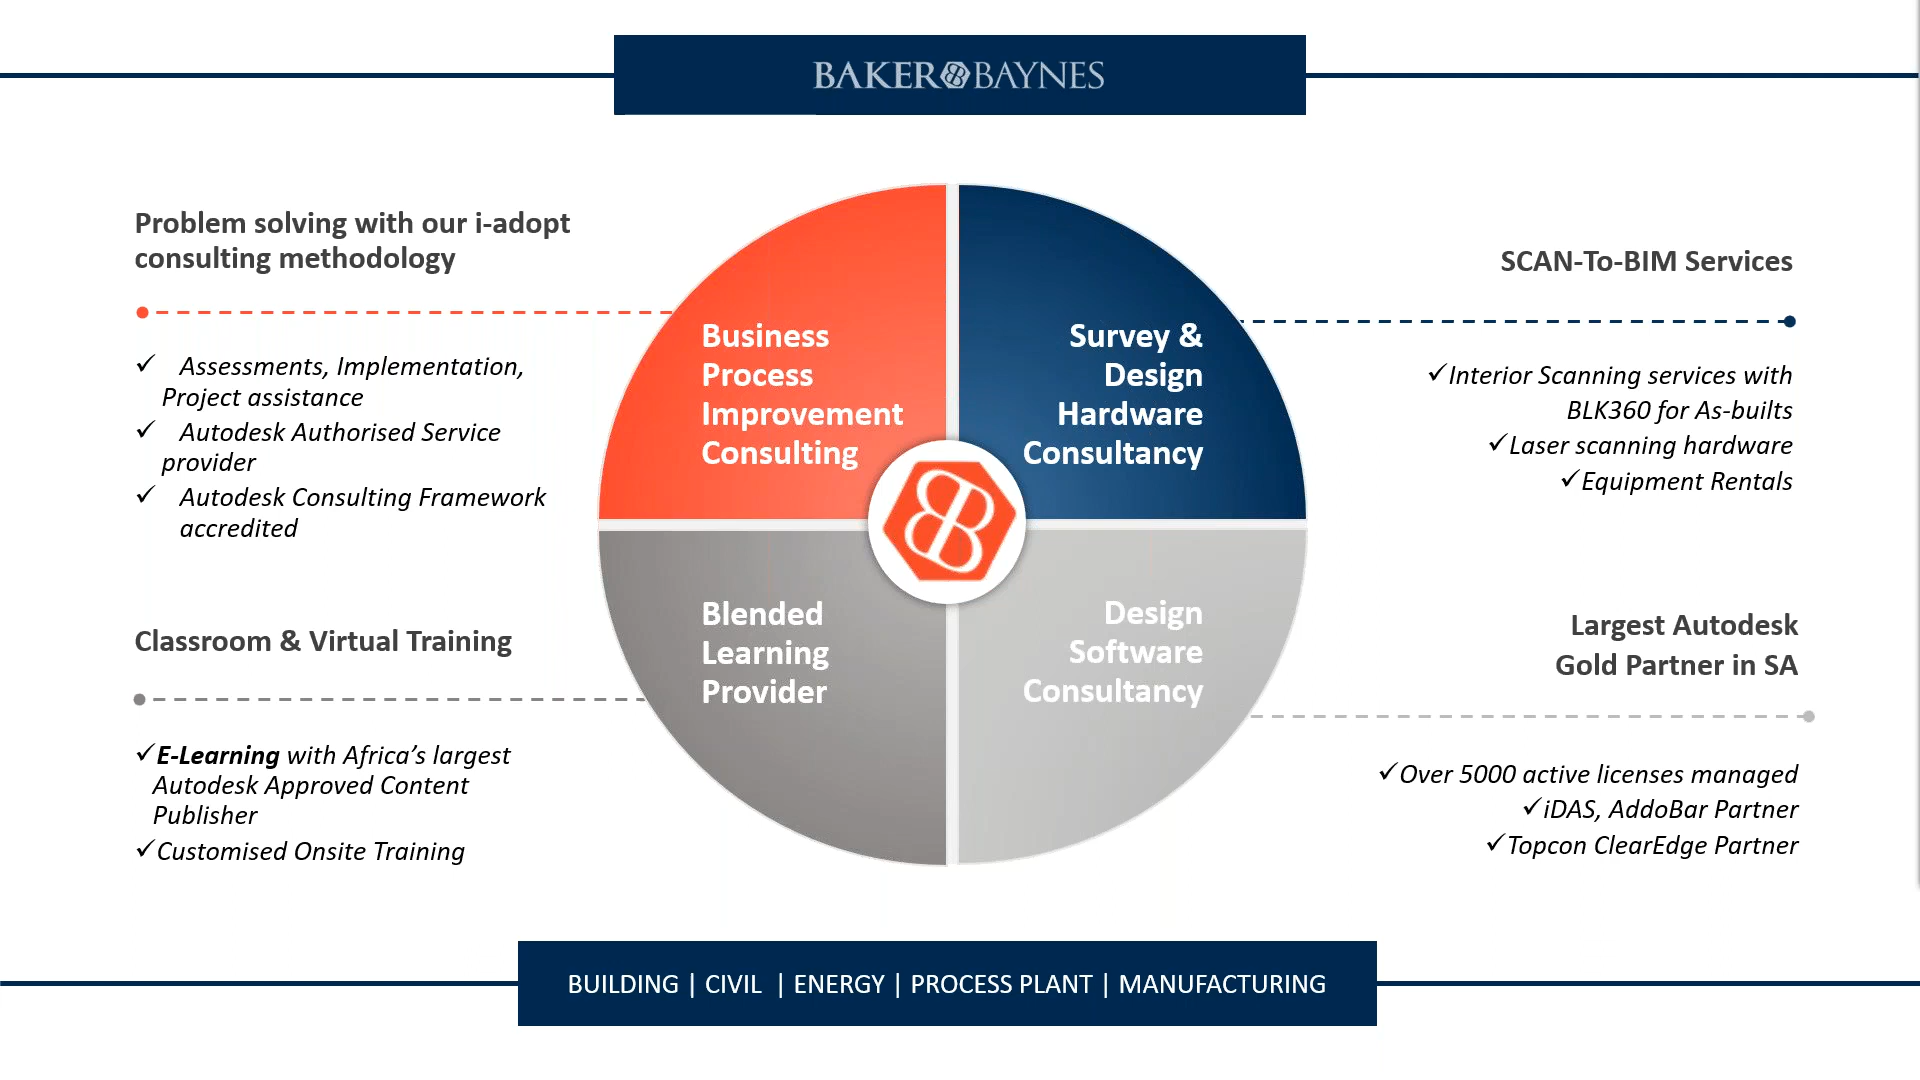 BAKER BAYNES
Problem solving with our i-adopt
consulting methodology
✓ Assessments, Implementation,
Project assistance
✓ Autodesk Authorised Service
provider
✓ Autodesk Consulting Framework
accredited
Business
Process
Improvement
Consulting
Survey &
Design
Hardware
Consultancy
SCAN-To-BIM Services
✓Interior Scanning services with
BLK360 for As-builts
✓Laser scanning hardware
✓Equipment Rentals
Classroom & Virtual Training
✓E-Learning with Africa’s largest
Autodesk Approved Content
Publisher
✓Customised Onsite Training
Blended
Learning
Provider
Design
Software
Consultancy
Largest Autodesk
Gold Partner in SA
✓Over 5000 active licenses managed
✓iDAS, AddoBar Partner
✓Topcon ClearEdge Partner
BUILDING | CIVIL | ENERGY | PROCESS PLANT | MANUFACTURING